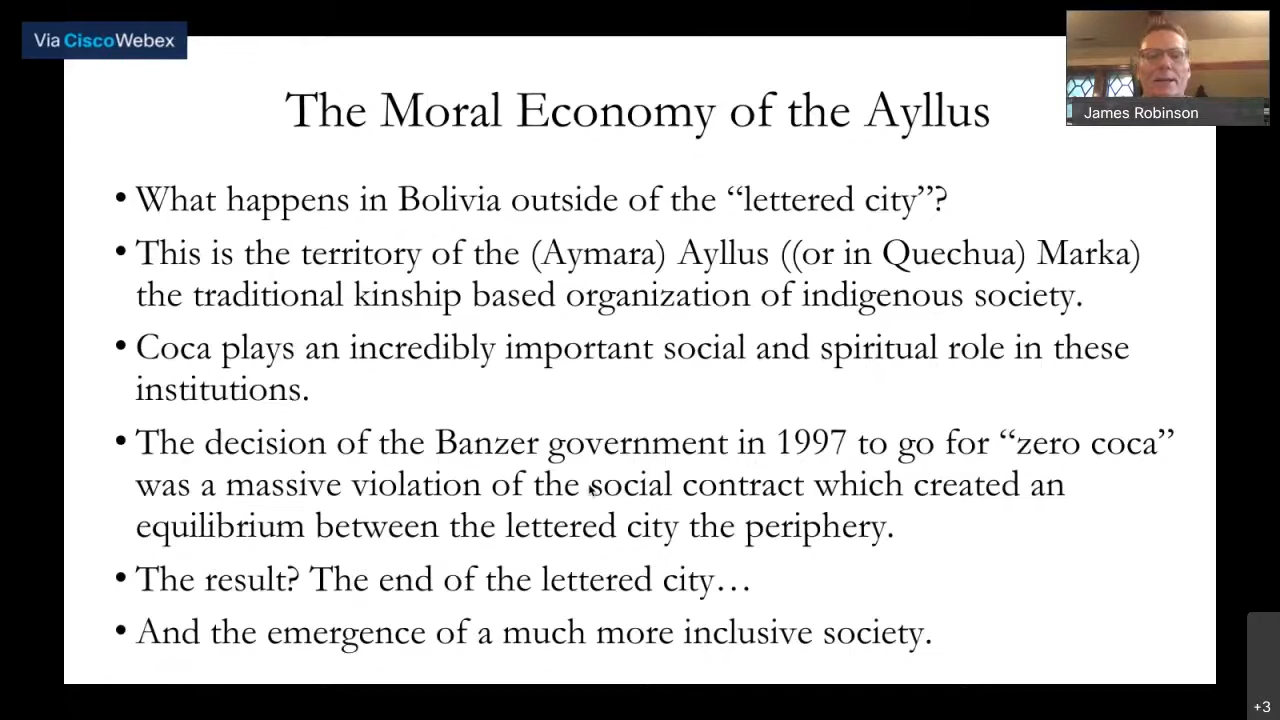 Via CiscoWebex
James Robinson
The Moral Economy of the Ayllus
• What happens in Bolivia outside of the “lettered city”?
• This is the territory of the (Aymara) Ayllus ((or in Quechua) Marka)
the traditional kinship based organization of indigenous society.
• Coca plays an incredibly important social and spiritual role in these
institutions.
• The decision of the Banzer government in 1997 to go for “zero coca”
was a massive violation of the social contract which created an
equilibrium between the lettered city the periphery.
• The result? The end of the lettered city…
• And the emergence of a much more inclusive society.
+3